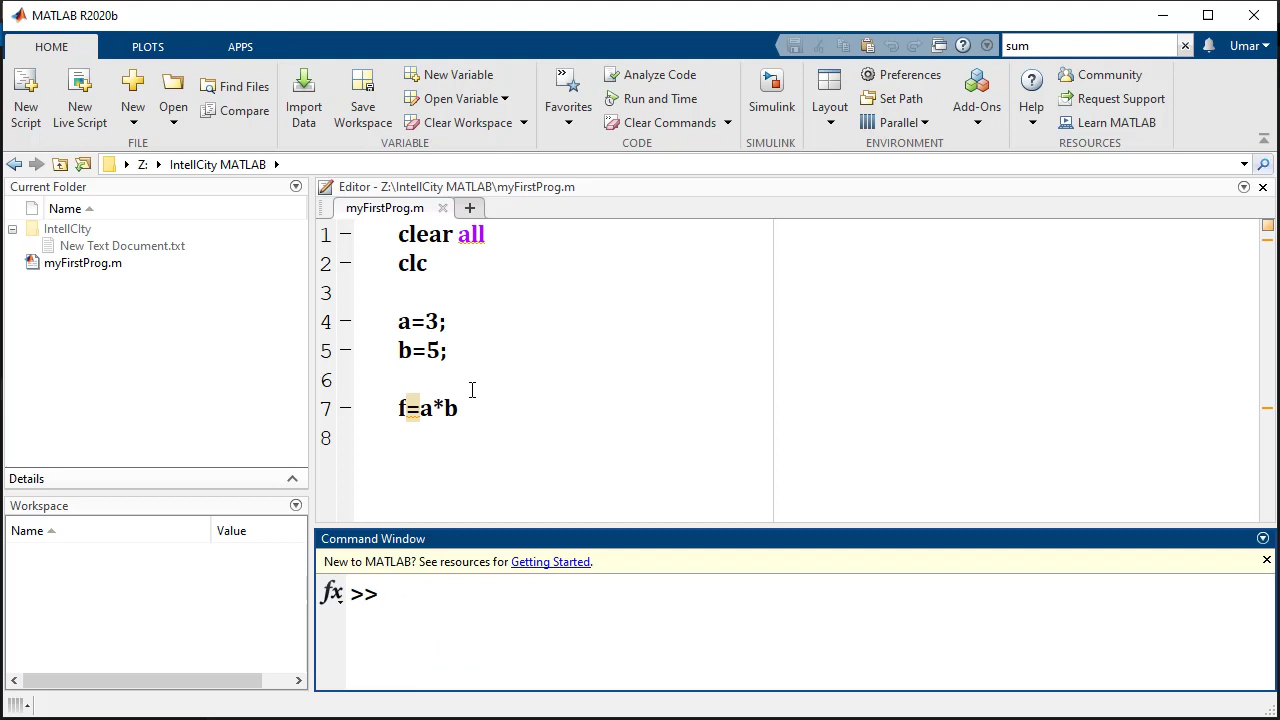 MATLAB R2020b
HOME PLOTS APPS
sum
Umar
New Script
New Live Script
New
Open
Find Files
Compare
FILE
Import Data
Save Workspace
New Variable
Open Variable
Clear Workspace
VARIABLE
Favorites
Analyze Code
Run and Time
Clear Commands
CODE
Simulink
SIMULINK
Layout
Preferences
Set Path
Parallel
Add-Ons
ENVIRONMENT
Help
Community
Request Support
Learn MATLAB
RESOURCES
Z: IntellCity MATLAB
Current Folder
Name
IntellCIty
New Text Document.txt
myFirstProg.m
Details
Workspace
Name Value
Editor - Z:\IntellCity MATLAB\myFirstProg.m
myFirstProg.m
1 clear all
2 clc
3
4 a=3;
5 b=5;
6
7 f=a*b
8
Command Window
New to MATLAB? See resources for Getting Started.
fx >>